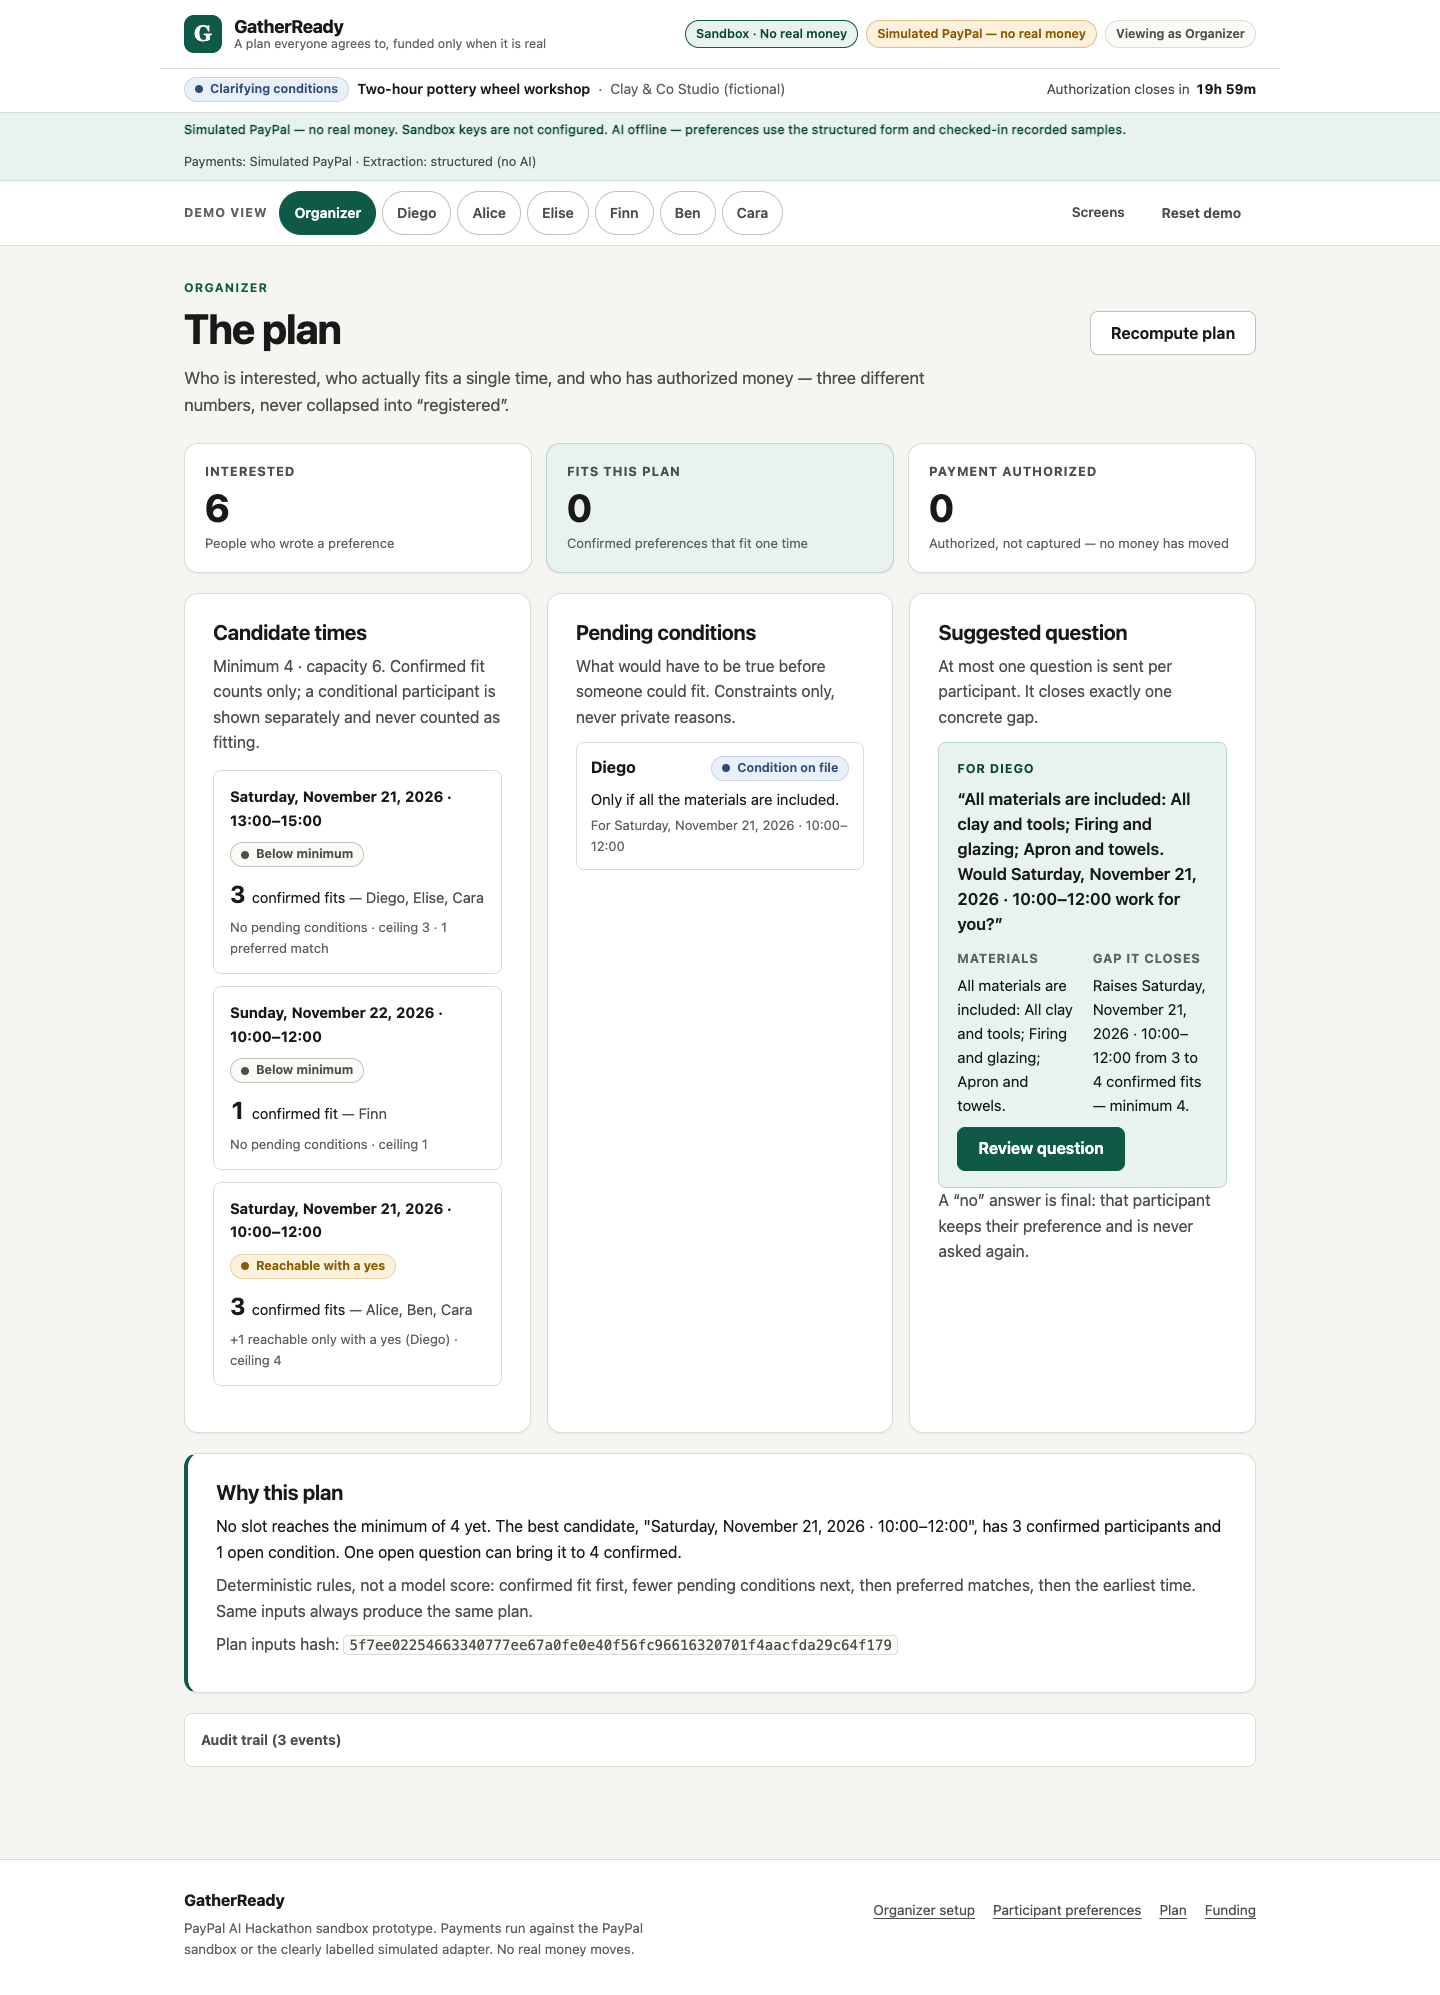 G
GatherReady
A plan everyone agrees to, funded only when it is real
Sandbox · No real money
Simulated PayPal — no real money
Viewing as Organizer
Clarifying conditions
Two-hour pottery wheel workshop · Clay & Co Studio (fictional)
Authorization closes in 19h 59m
Simulated PayPal — no real money. Sandbox keys are not configured. AI offline — preferences use the structured form and checked-in recorded samples.
Payments: Simulated PayPal · Extraction: structured (no AI)
DEMO VIEW
Organizer
Diego
Alice
Elise
Finn
Ben
Cara
Screens
Reset demo
ORGANIZER
The plan
Recompute plan
Who is interested, who actually fits a single time, and who has authorized money — three different
numbers, never collapsed into “registered”.
INTERESTED
6
People who wrote a preference
FITS THIS PLAN
0
Confirmed preferences that fit one time
PAYMENT AUTHORIZED
0
Authorized, not captured — no money has moved
Candidate times
Minimum 4 · capacity 6. Confirmed fit
counts only; a conditional participant is
shown separately and never counted as
fitting.
Saturday, November 21, 2026 ·
13:00–15:00
Below minimum
3 confirmed fits — Diego, Elise, Cara
No pending conditions · ceiling 3 · 1
preferred match
Sunday, November 22, 2026 ·
10:00–12:00
Below minimum
1 confirmed fit — Finn
No pending conditions · ceiling 1
Saturday, November 21, 2026 ·
10:00–12:00
Reachable with a yes
3 confirmed fits — Alice, Ben, Cara
+1 reachable only with a yes (Diego) ·
ceiling 4
Pending conditions
What would have to be true before
someone could fit. Constraints only,
never private reasons.
Diego
Condition on file
Only if all the materials are included.
For Saturday, November 21, 2026 · 10:00–
12:00
Suggested question
At most one question is sent per
participant. It closes exactly one
concrete gap.
FOR DIEGO
“All materials are included: All
clay and tools; Firing and
glazing; Apron and towels.
Would Saturday, November 21,
2026 · 10:00–12:00 work for
you?”
MATERIALS
All materials are
included: All clay
and tools; Firing
and glazing;
Apron and
towels.
GAP IT CLOSES
Raises Saturday,
November 21,
2026 · 10:00–
12:00 from 3 to
4 confirmed fits
— minimum 4.
Review question
A “no” answer is final: that participant
keeps their preference and is never
asked again.
Why this plan
No slot reaches the minimum of 4 yet. The best candidate, "Saturday, November 21, 2026 · 10:00–12:00", has 3 confirmed participants and
1 open condition. One open question can bring it to 4 confirmed.
Deterministic rules, not a model score: confirmed fit first, fewer pending conditions next, then preferred matches, then the earliest time.
Same inputs always produce the same plan.
Plan inputs hash: 5f7ee02254663340777ee67a0fe0e40f56fc96616320701f4aacfda29c64f179
Audit trail (3 events)
GatherReady
PayPal AI Hackathon sandbox prototype. Payments run against the PayPal
sandbox or the clearly labelled simulated adapter. No real money moves.
Organizer setup
Participant preferences
Plan
Funding